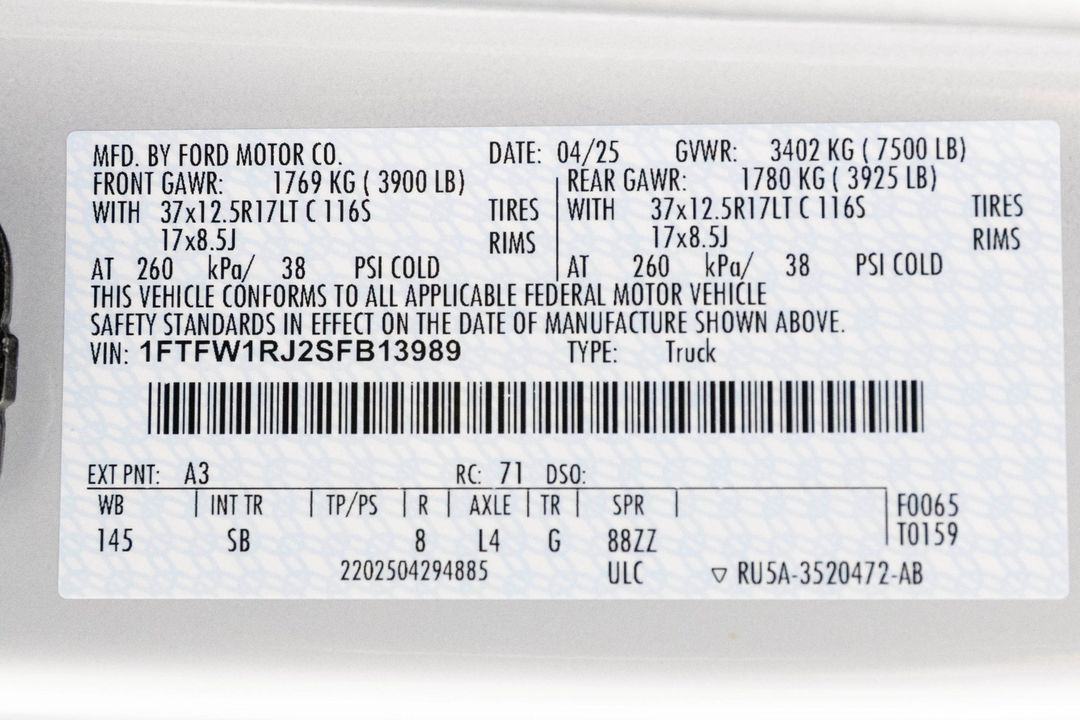 MFD. BY FORD MOTOR CO. DATE: 04/25 GVWR: 3402 KG ( 7500 LB)
FRONT GAWR: 1769 KG ( 3900 LB) REAR GAWR: 1780 KG ( 3925 LB)
WITH 37x12.5R17LT C 116S TIRES WITH 37x12.5R17LT C 116S TIRES
17x8.5J RIMS 17x8.5J RIMS
AT 260 kPa/ 38 PSI COLD AT 260 kPa/ 38 PSI COLD
THIS VEHICLE CONFORMS TO ALL APPLICABLE FEDERAL MOTOR VEHICLE
SAFETY STANDARDS IN EFFECT ON THE DATE OF MANUFACTURE SHOWN ABOVE.
VIN: 1FTFW1RJ2SFB13989 TYPE: Truck
EXT PNT: A3 RC: 71 DSO:
WB INT TR TP/PS R AXLE TR SPR F0065
T0159
145 SB 8 L4 G 88ZZ
2202504294885 ULC ▽ RU5A-3520472-AB